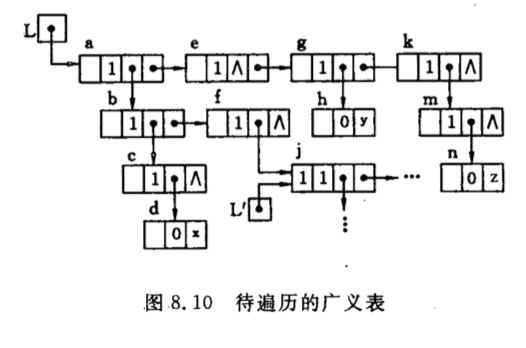 L
a e g k
1 1 Λ 1 1 Λ
b f h m
1 1 Λ 0 y 1 Λ
c j n
1 Λ 1 1 ... 0 z
d L'
0 x
图 8.10 待遍历的广义表